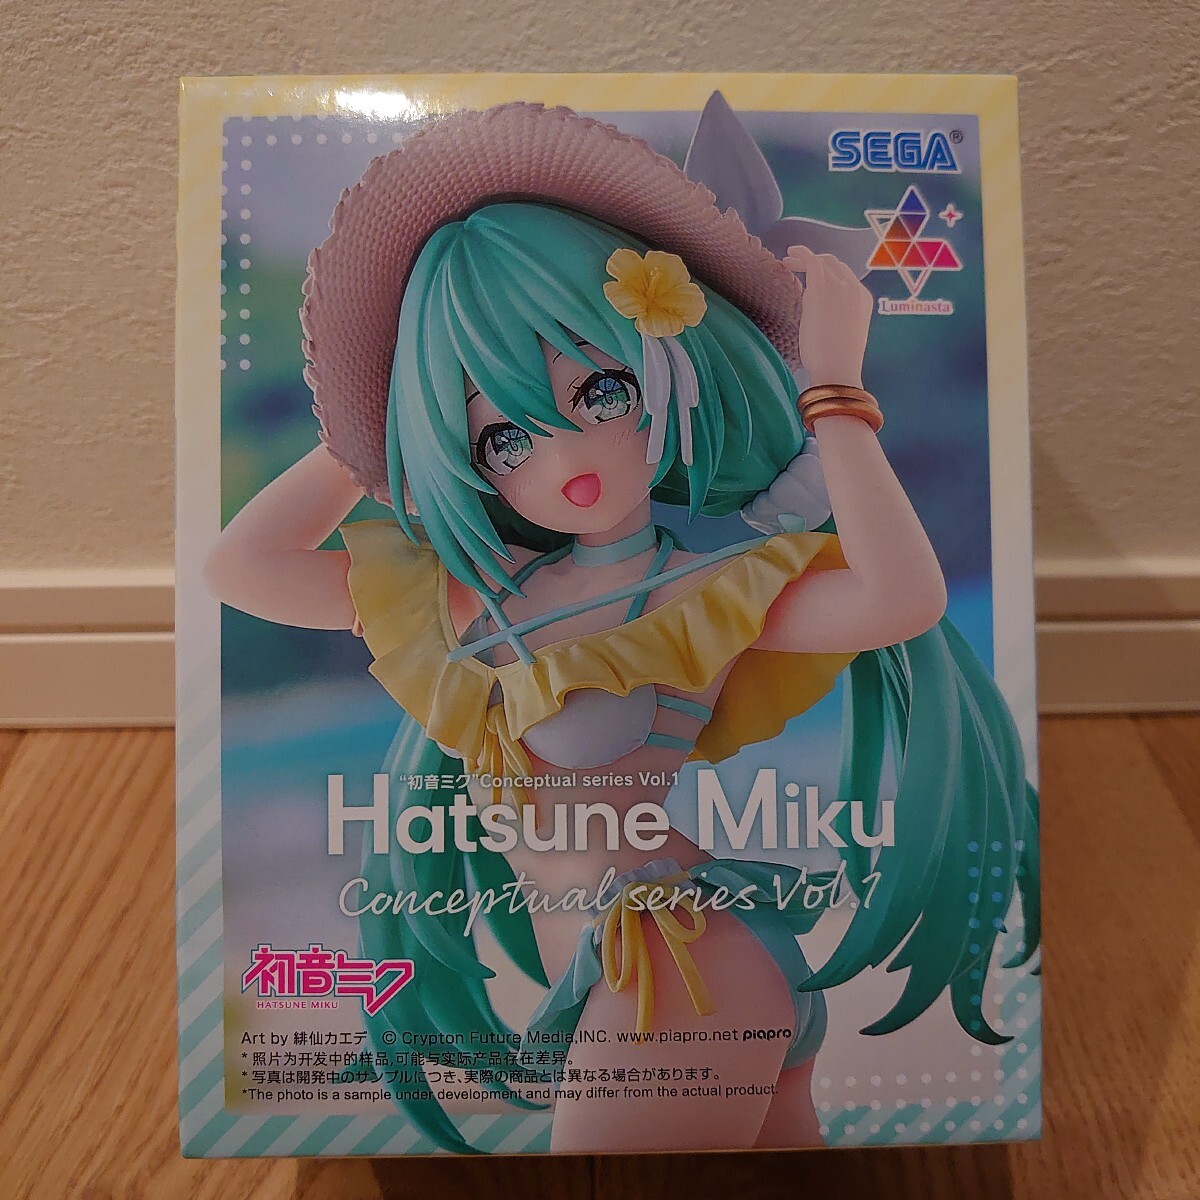 SEGA®
Luminasta
"初音ミク"Conceptual series Vol.1
Hatsune Miku
Conceptual series Vol.1
初音ミク
HATSUNE MIKU
Art by 緋仙カエデ © Crypton Future Media,INC. www.piapro.net piapro
* 照片为开发中的样品,可能与实际产品存在差异。
* 写真は開発中のサンプルにつき、実際の商品とは異なる場合があります。
*The photo is a sample under development and may differ from the actual product.